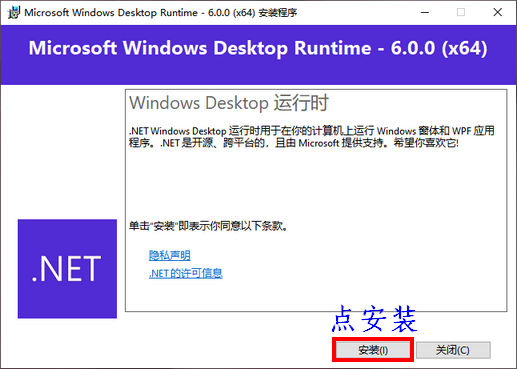 Microsoft Windows Desktop Runtime - 6.0.0 (x64) 安装程序
Microsoft Windows Desktop Runtime - 6.0.0 (x64)
Windows Desktop 运行时
.NET Windows Desktop 运行时用于在你的计算机上运行 Windows 窗体和 WPF 应用
程序。.NET 是开源、跨平台的，且由 Microsoft 提供支持。希望你喜欢它!
单击"安装"即表示你同意以下条款。
隐私声明
.NET 的许可信息
.NET
点安装
安装(I)
关闭(C)